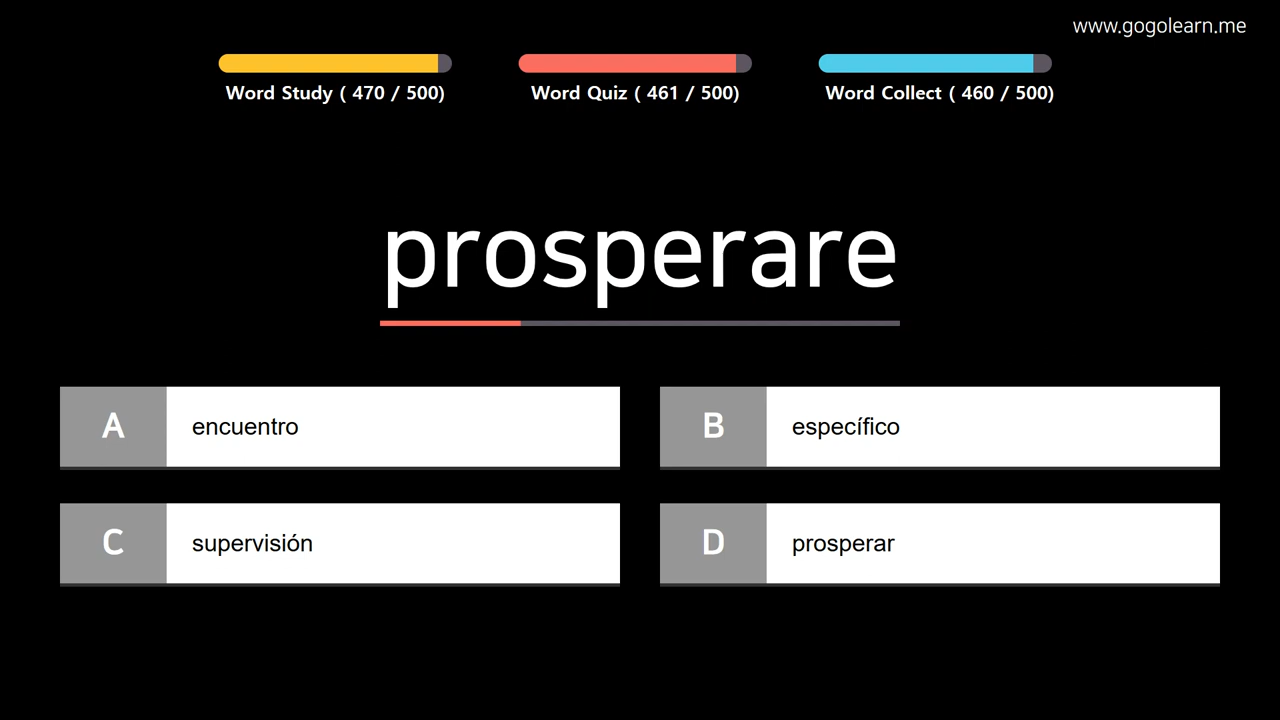 www.gogolearn.me
Word Study ( 470 / 500)
Word Quiz ( 461 / 500)
Word Collect ( 460 / 500)
prosperare
A encuentro
B específico
C supervisión
D prosperar